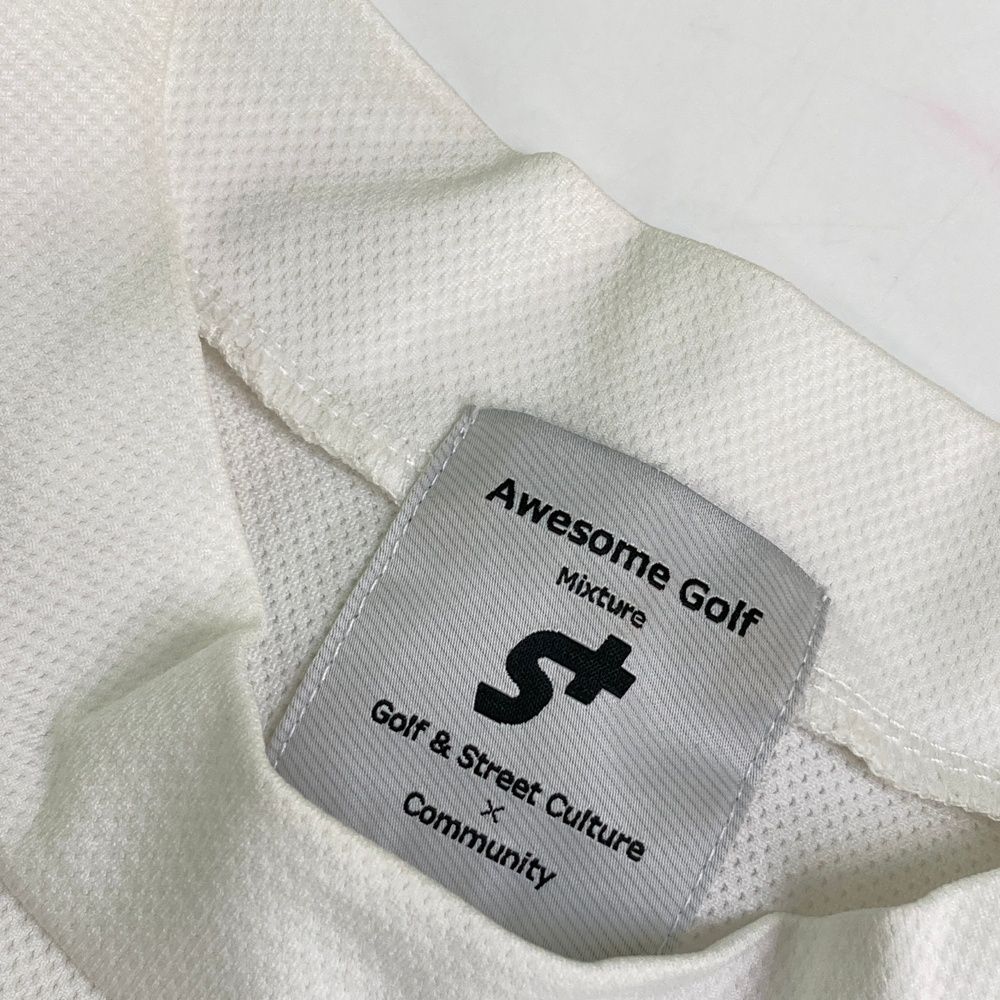 Awesome Golf
Mixture
S+
Golf & Street Culture
x
Community